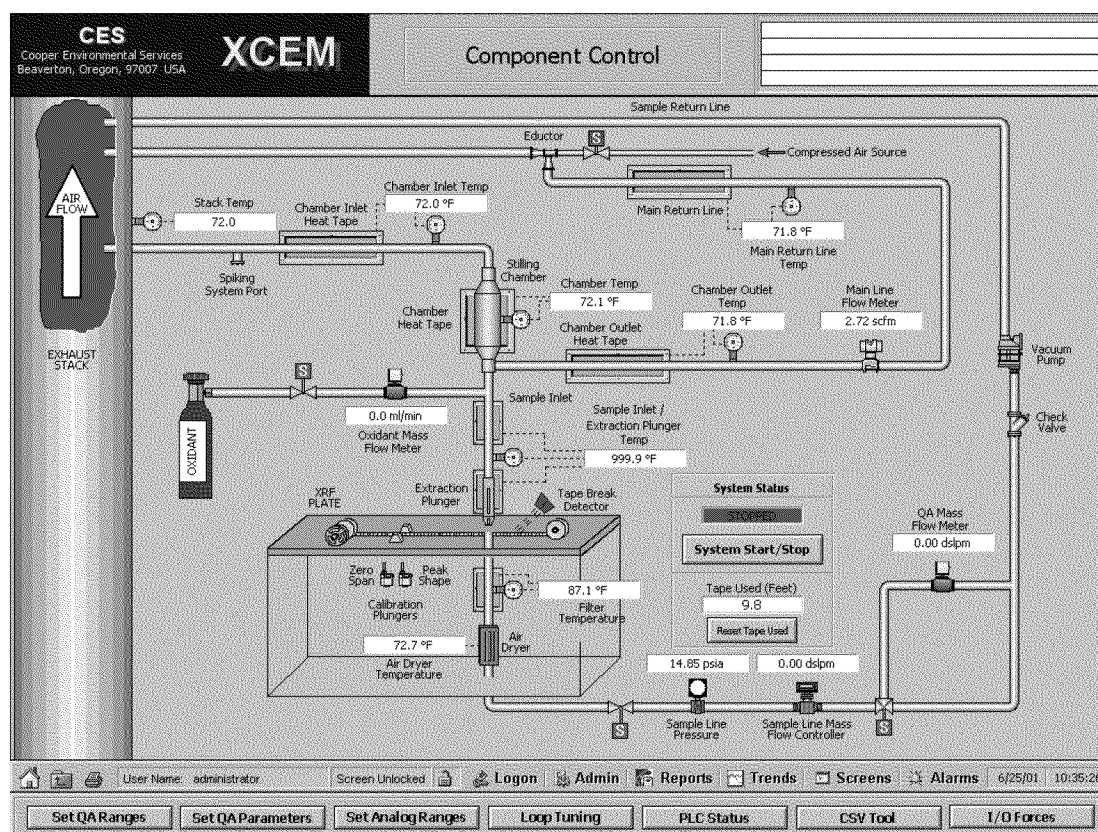 CES
Cooper Environmental Services
Beaverton, Oregon, 97007 USA
XCEM
Component Control
Sample Return Line
Eductor
S
Compressed Air Source
AIR
FLOW
Stack Temp
72.0
Chamber Inlet
Heat Tape
Chamber Inlet Temp
72.0 °F
Main Return Line
71.8 °F
Main Return Line
Temp
Spiking
System Port
Stilling
Chamber
Chamber
Heat Tape
Chamber Temp
72.1 °F
Chamber Outlet
Heat Tape
Chamber Outlet
Temp
71.8 °F
Main Line
Flow Meter
2.72 scfm
EXHAUST
STACK
Vacuum
Pump
Check
Valve
S
OXIDANT
0.0 ml/min
Oxidant Mass
Flow Meter
Sample Inlet
Sample Inlet /
Extraction Plunger
Temp
999.9 °F
Extraction
Plunger
XRF
PLATE
Tape Break
Detector
System Status
STOPPED
System Start/Stop
Tape Used (Feet)
9.8
Reset Tape Used
QA Mass
Flow Meter
0.00 dslpm
Zero
Span
Peak
Shape
Calibration
Plungers
87.1 °F
Filter
Temperature
72.7 °F
Air Dryer
Temperature
Air
Dryer
14.85 psia
0.00 dslpm
S
Sample Line
Pressure
Sample Line Mass
Flow Controller
S
User Name: administrator
Screen Unlocked
Logon
Admin
Reports
Trends
Screens
Alarms
6/25/01
10:35:26
Set QA Ranges
Set QA Parameters
Set Analog Ranges
Loop Tuning
PLC Status
CSV Tool
I/O Forces